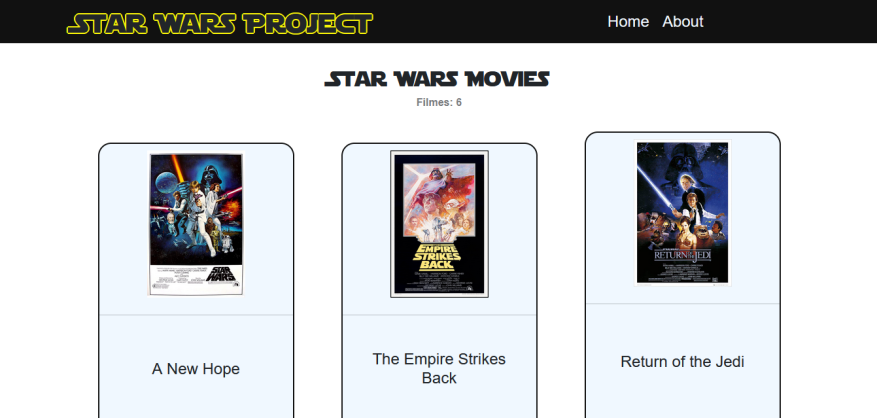 STAR WARS PROJECT
Home About
STAR WARS MOVIES
Filmes: 6
STAR
WARS
EMPIRE
STRIKES
BACK
RETURN OF THE JEDI
A New Hope
The Empire Strikes
Back
Return of the Jedi